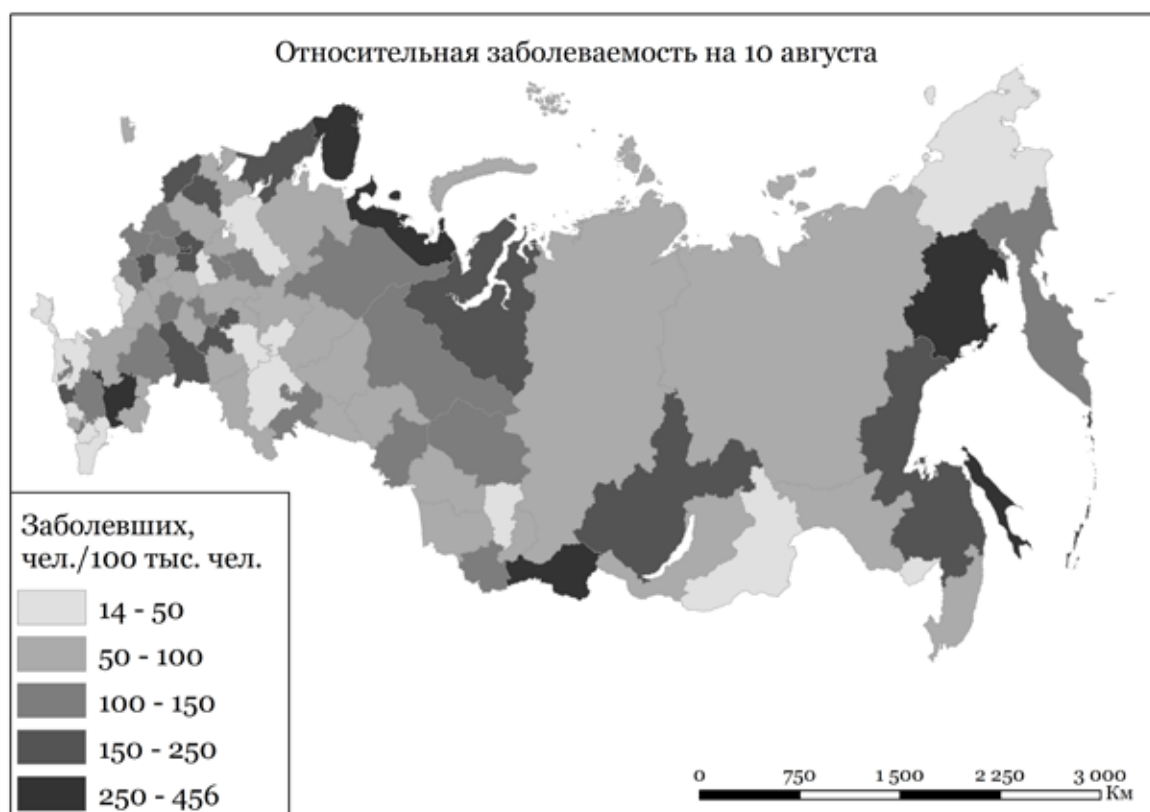 Относительная заболеваемость на 10 августа
Заболевших,
чел./100 тыс. чел.
14 - 50
50 - 100
100 - 150
150 - 250
250 - 456
0 750 1 500 2 250 3 000
Км